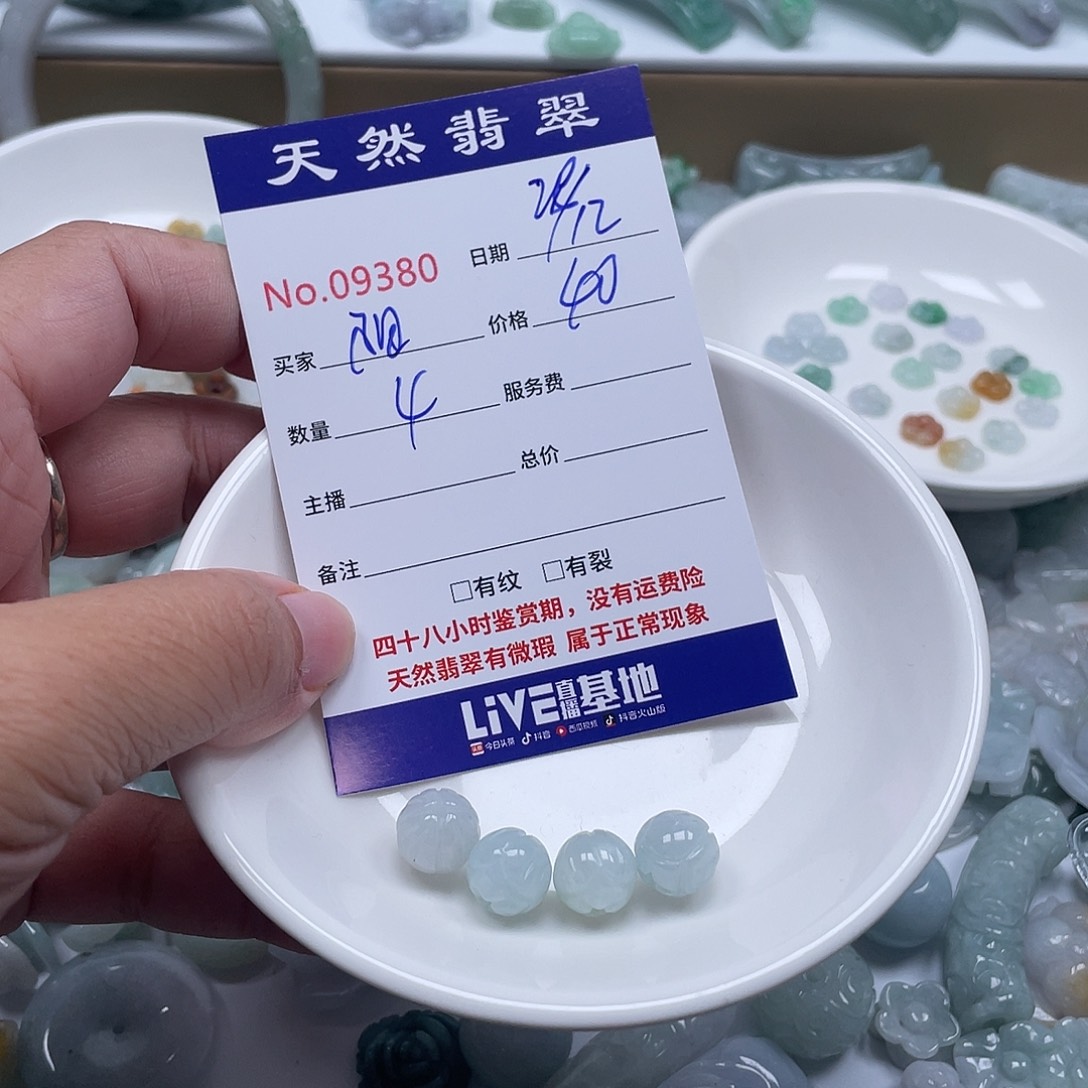 天然翡翠
日期 28/12
No.09380
买家 价格 40
数量 4 服务费
主播 总价
备注
□有纹 □有裂
四十八小时鉴赏期，没有运费险
天然翡翠有微瑕 属于正常现象
LiVE直播基地
今日头条 抖音 西瓜视频 抖音火山版